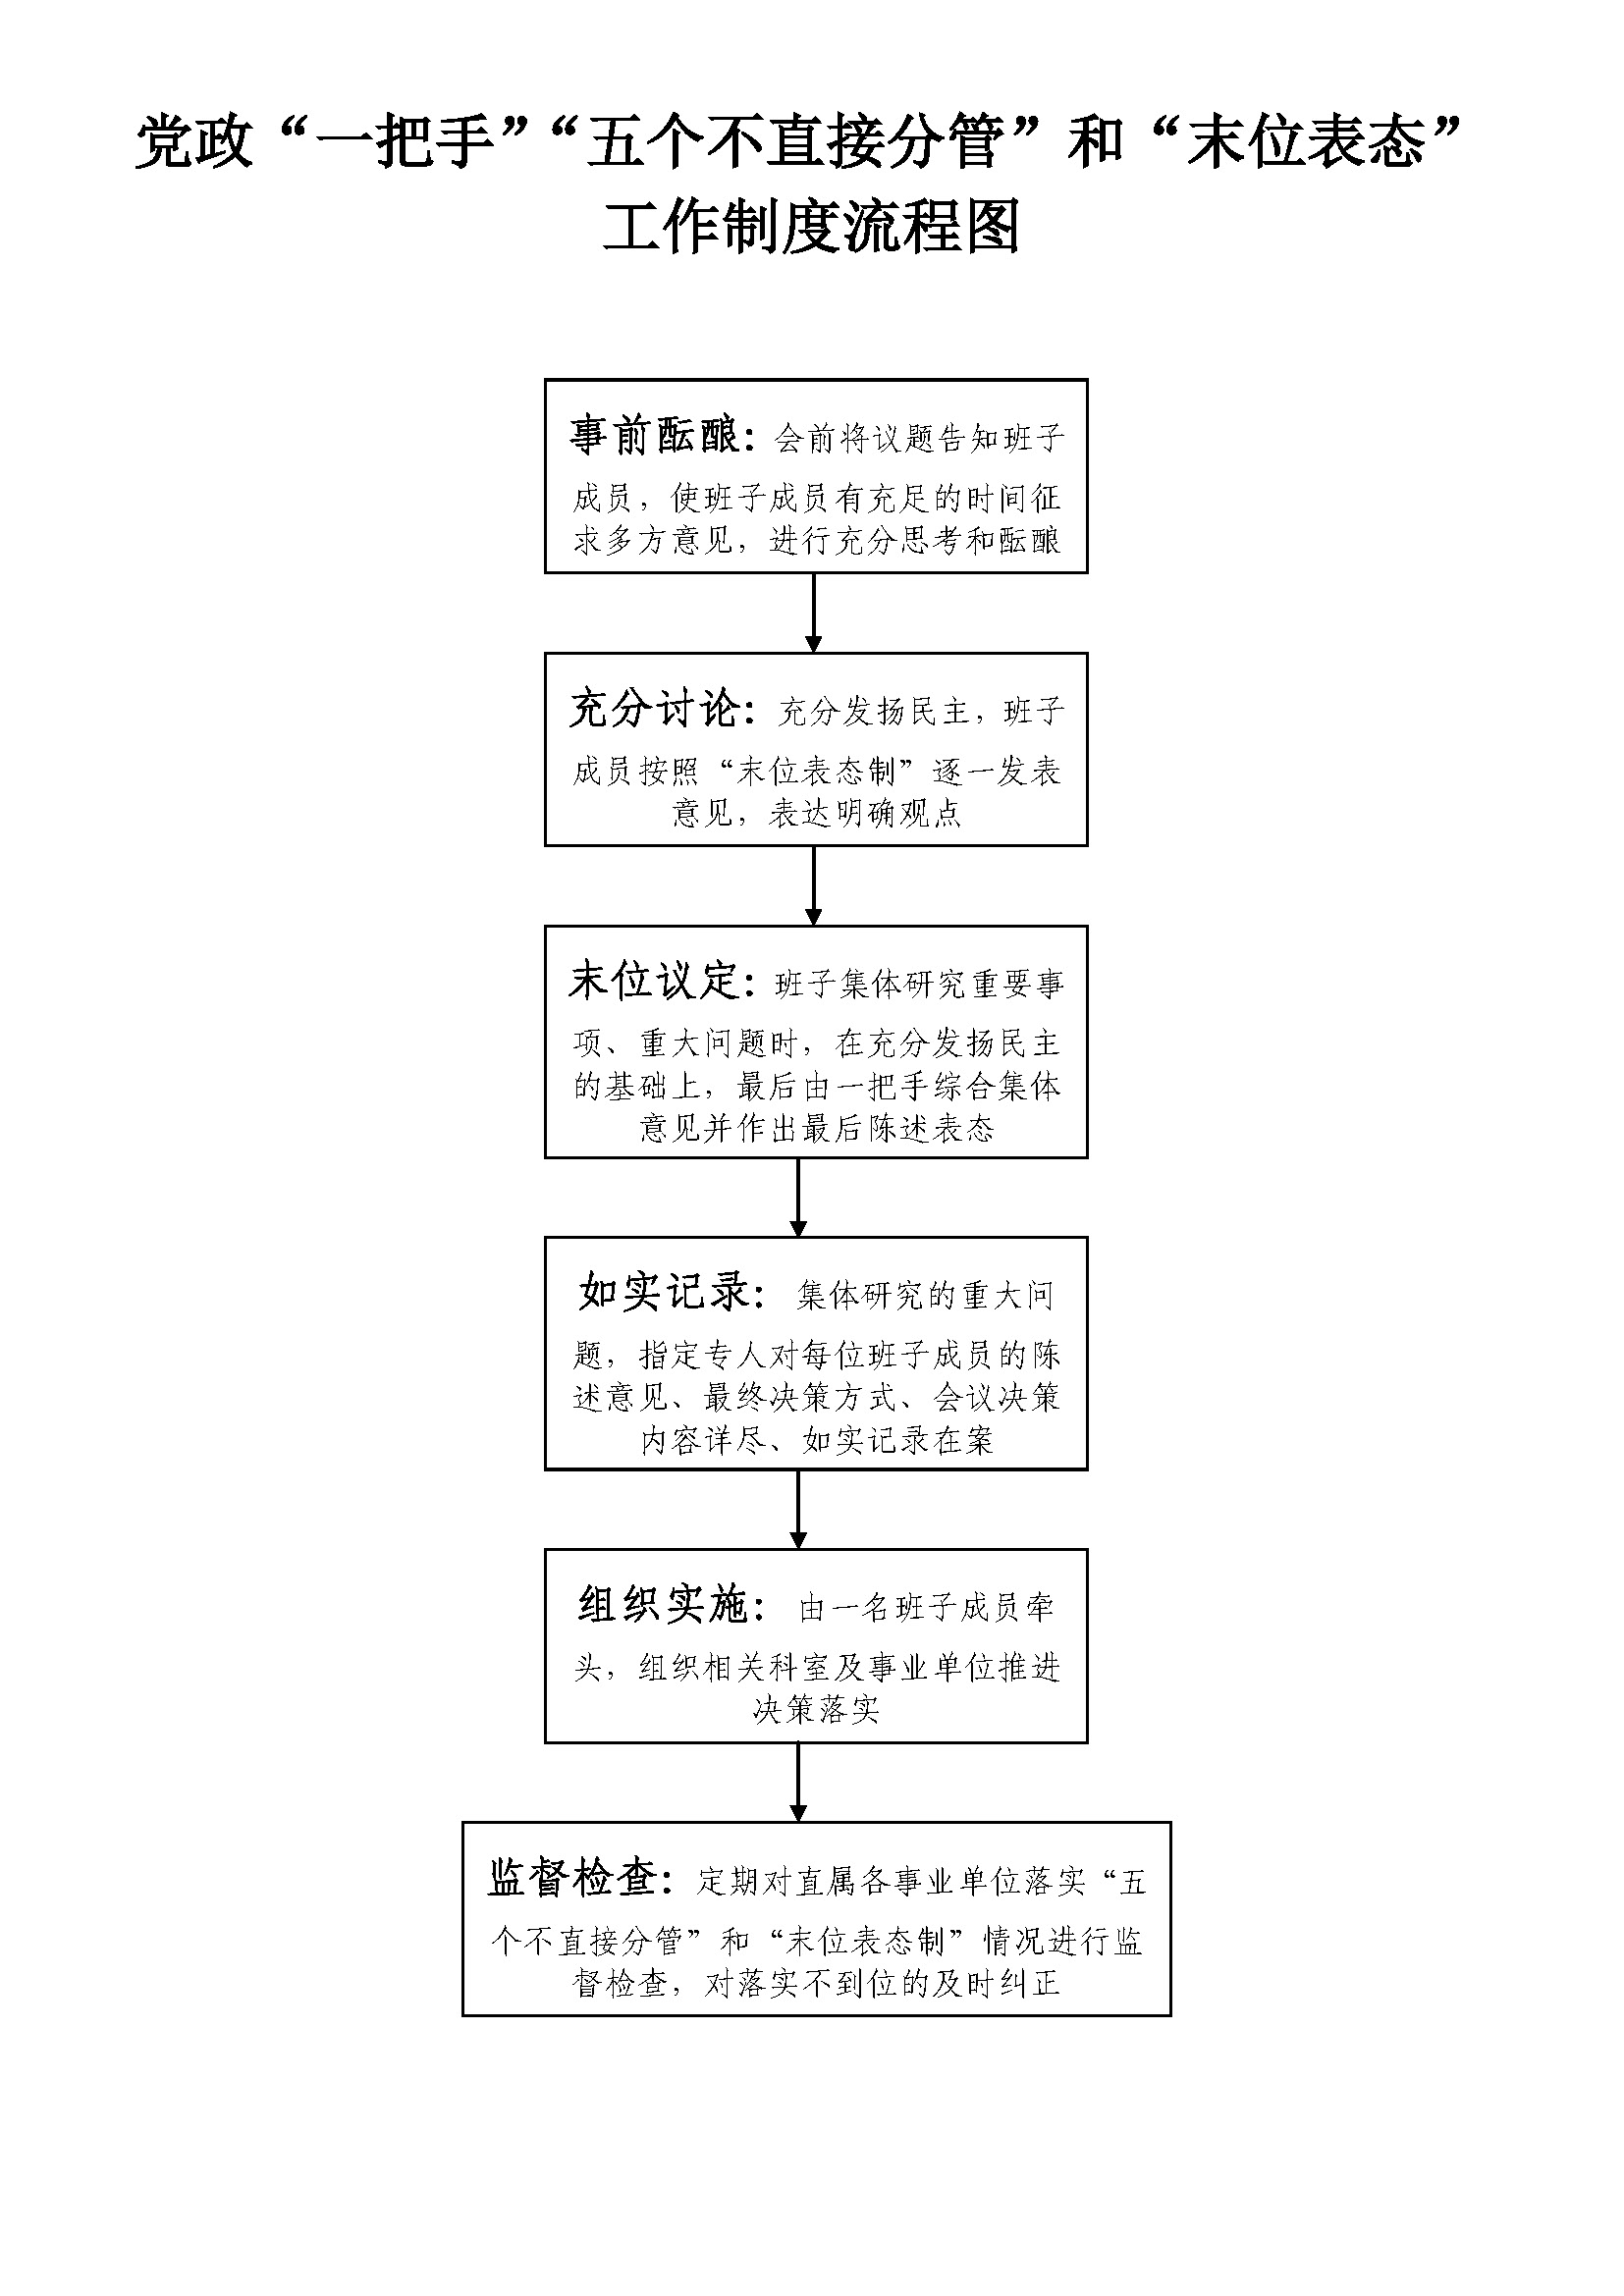 党政“一把手”“五个不直接分管”和“末位表态”
工作制度流程图
事前酝酿：会前将议题告知班子
成员，使班子成员有充足的时间征
求多方意见，进行充分思考和酝酿
充分讨论：充分发扬民主，班子
成员按照“末位表态制”逐一发表
意见，表达明确观点
末位议定：班子集体研究重要事
项、重大问题时，在充分发扬民主
的基础上，最后由一把手综合集体
意见并作出最后陈述表态
如实记录：集体研究的重大问
题，指定专人对每位班子成员的陈
述意见、最终决策方式、会议决策
内容详尽、如实记录在案
组织实施：由一名班子成员牵
头，组织相关科室及事业单位推进
决策落实
监督检查：定期对直属各事业单位落实“五
个不直接分管”和“末位表态制”情况进行监
督检查，对落实不到位的及时纠正